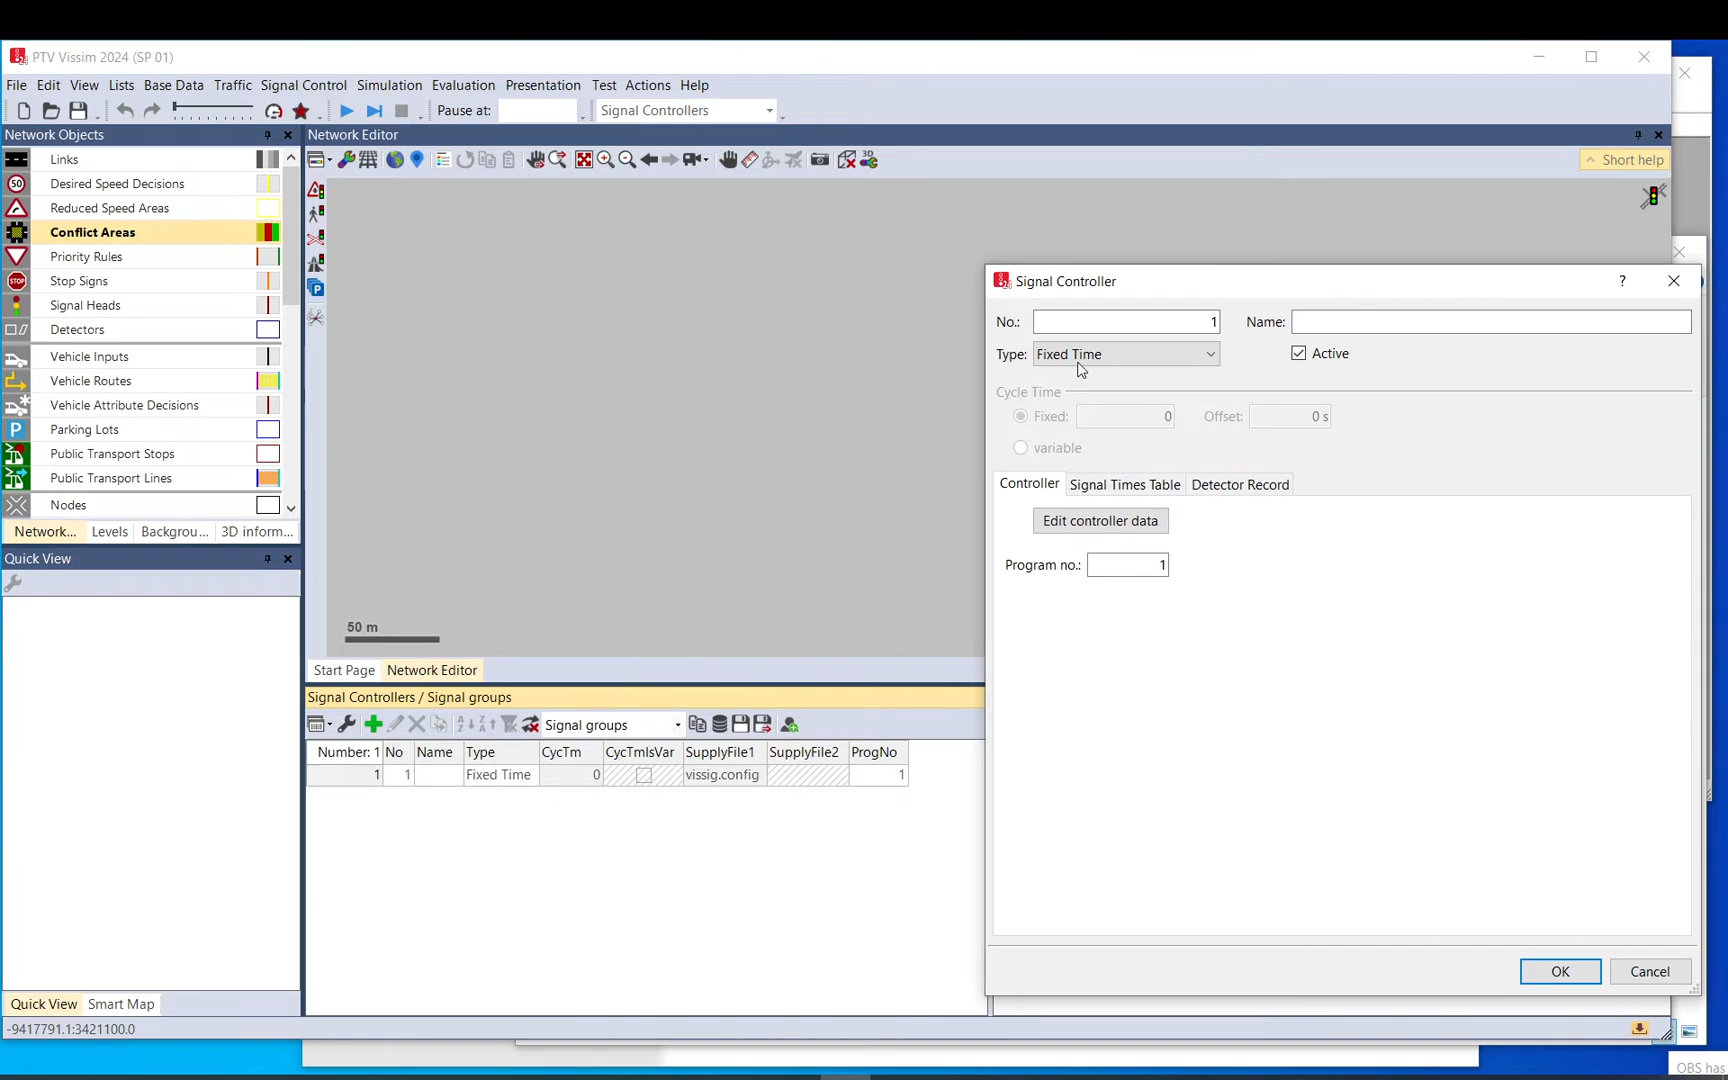 PTV Vissim 2024 (SP 01)
File Edit View Lists Base Data Traffic Signal Control Simulation Evaluation Presentation Test Actions Help
Pause at: Signal Controllers
Network Objects
Links
50 Desired Speed Decisions
Reduced Speed Areas
Conflict Areas
Priority Rules
STOP Stop Signs
Signal Heads
Detectors
Vehicle Inputs
Vehicle Routes
Vehicle Attribute Decisions
P Parking Lots
Public Transport Stops
Public Transport Lines
Nodes
Network... Levels Backgrou... 3D inform...
Quick View
Quick View Smart Map
-9417791.1:3421100.0
Network Editor
3D
Short help
P
50 m
Start Page Network Editor
Signal Controllers / Signal groups
Signal groups
Number: 1 No Name Type CycTm CycTmIsVar SupplyFile1 SupplyFile2 ProgNo
1 1 Fixed Time 0 vissig.config 1
Signal Controller ?
No.: 1 Name:
Type: Fixed Time Active
Cycle Time
Fixed: 0 Offset: 0 s
variable
Controller Signal Times Table Detector Record
Edit controller data
Program no.: 1
OK Cancel
OBS has